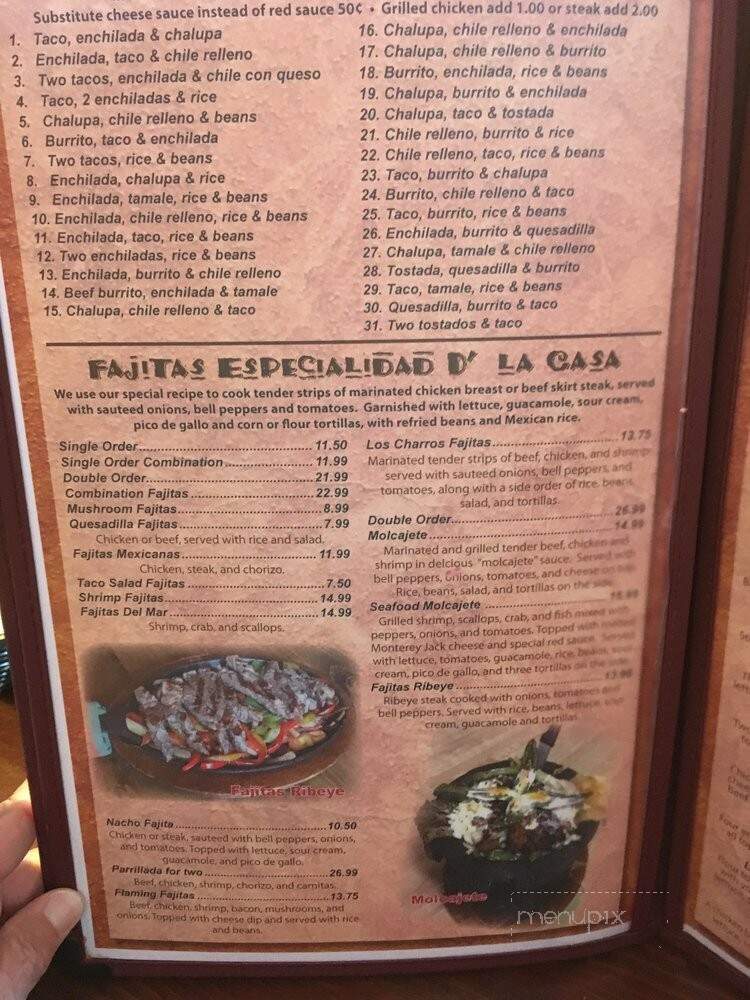 Substitute cheese sauce instead of red sauce 50¢ • Grilled chicken add 1.00 or steak add 2.00
1. Taco, enchilada & chalupa
2. Enchilada, taco & chile relleno
3. Two tacos, enchilada & chile con queso
4. Taco, 2 enchiladas & rice
5. Chalupa, chile relleno & beans
6. Burrito, taco & enchilada
7. Two tacos, rice & beans
8. Enchilada, chalupa & rice
9. Enchilada, tamale, rice & beans
10. Enchilada, chile relleno, rice & beans
11. Enchilada, taco, rice & beans
12. Two enchiladas, rice & beans
13. Enchilada, burrito & chile relleno
14. Beef burrito, enchilada & tamale
15. Chalupa, chile relleno & taco
16. Chalupa, chile relleno & enchilada
17. Chalupa, chile relleno & burrito
18. Burrito, enchilada, rice & beans
19. Chalupa, burrito & enchilada
20. Chalupa, taco & tostada
21. Chile relleno, burrito & rice
22. Chile relleno, taco, rice & beans
23. Taco, burrito & chalupa
24. Burrito, chile relleno & taco
25. Taco, burrito, rice & beans
26. Enchilada, burrito & quesadilla
27. Chalupa, tamale & chile relleno
28. Tostada, quesadilla & burrito
29. Taco, tamale, rice & beans
30. Quesadilla, burrito & taco
31. Two tostados & taco
FAJITAS ESPECIALIDAD D' LA CASA
We use our special recipe to cook tender strips of marinated chicken breast or beef skirt steak, served
with sauteed onions, bell peppers and tomatoes. Garnished with lettuce, guacamole, sour cream,
pico de gallo and corn or flour tortillas, with refried beans and Mexican rice.
Single Order 11.50
Single Order Combination 11.99
Double Order 21.99
Combination Fajitas 22.99
Mushroom Fajitas 8.99
Quesadilla Fajitas 7.99
Chicken or beef, served with rice and salad.
Fajitas Mexicanas 11.99
Chicken, steak, and chorizo.
Taco Salad Fajitas 7.50
Shrimp Fajitas 14.99
Fajitas Del Mar 14.99
Shrimp, crab, and scallops.
Fajitas Ribeye
Nacho Fajita 10.50
Chicken or steak, sauteed with bell peppers, onions,
and tomatoes. Topped with lettuce, sour cream,
guacamole, and pico de gallo.
Parrillada for two 26.99
Beef, chicken, shrimp, chorizo, and carnitas.
Flaming Fajitas 13.75
Beef, chicken, shrimp, bacon, mushrooms, and
onions. Topped with cheese dip and served with rice
and beans.
Los Charros Fajitas 13.75
Marinated tender strips of beef, chicken, and shrimp
served with sauteed onions, bell peppers, and
tomatoes, along with a side order of rice, beans,
salad, and tortillas.
Double Order 26.99
Molcajete 14.99
Marinated and grilled tender beef, chicken and
shrimp in delcious "molcajete" sauce. Served with
bell peppers, onions, tomatoes, and cheese on top.
Rice, beans, salad, and tortillas on the side.
Seafood Molcajete
Grilled shrimp, scallops, crab, and fish mixed with
peppers, onions, and tomatoes. Topped with
Monterey Jack cheese and special red sauce. Served
with lettuce, tomatoes, guacamole, rice, beans, sour
cream, pico de gallo, and three tortillas on the side.
Fajitas Ribeye 13.99
Ribeye steak cooked with onions, tomatoes and
bell peppers. Served with rice, beans, lettuce, sour
cream, guacamole and tortillas.
Molcajete
menupix